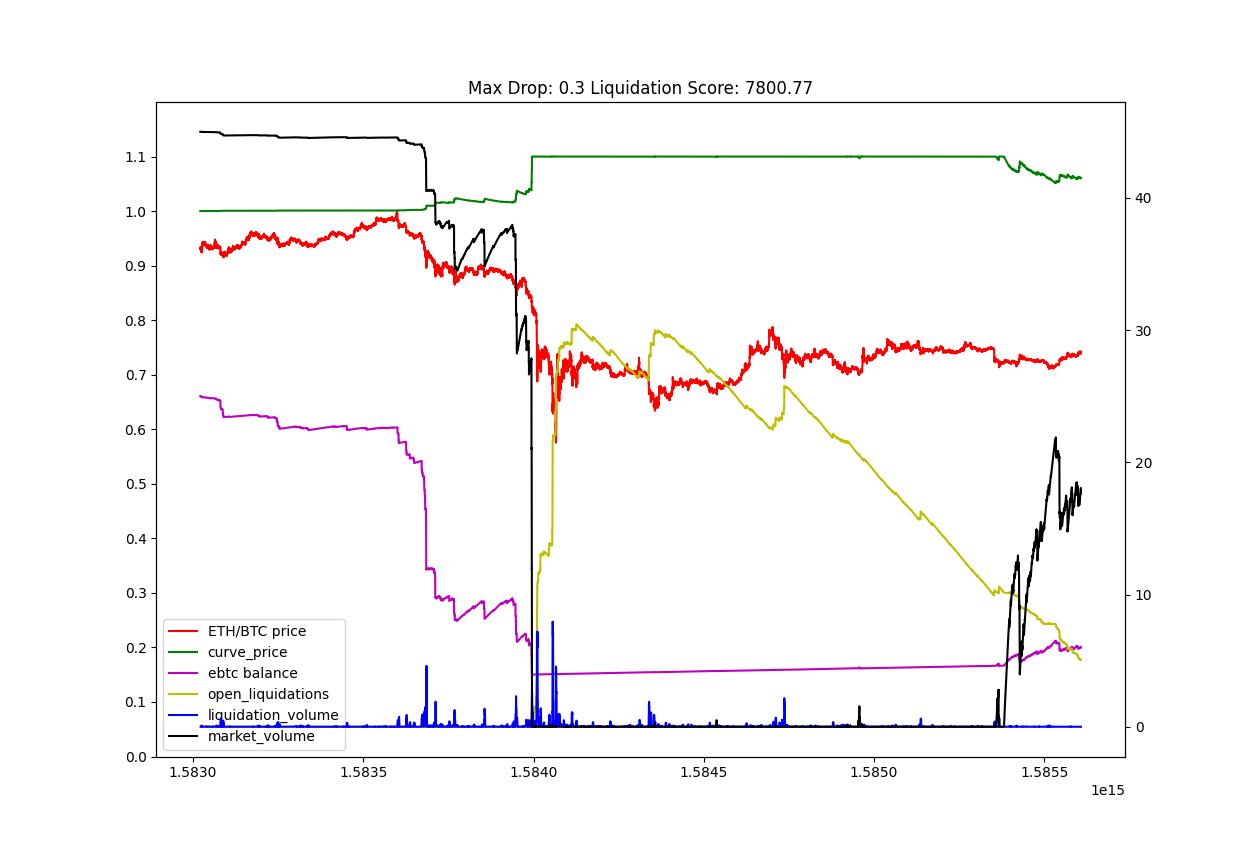 Max Drop: 0.3 Liquidation Score: 7800.77
1.1
1.0
0.9
0.8
0.7
0.6
0.5
0.4
0.3
0.2
0.1
0.0
40
30
20
10
0
ETH/BTC price
curve_price
ebtc balance
open_liquidations
liquidation_volume
market_volume
1.5830
1.5835
1.5840
1.5845
1.5850
1.5855
1e15